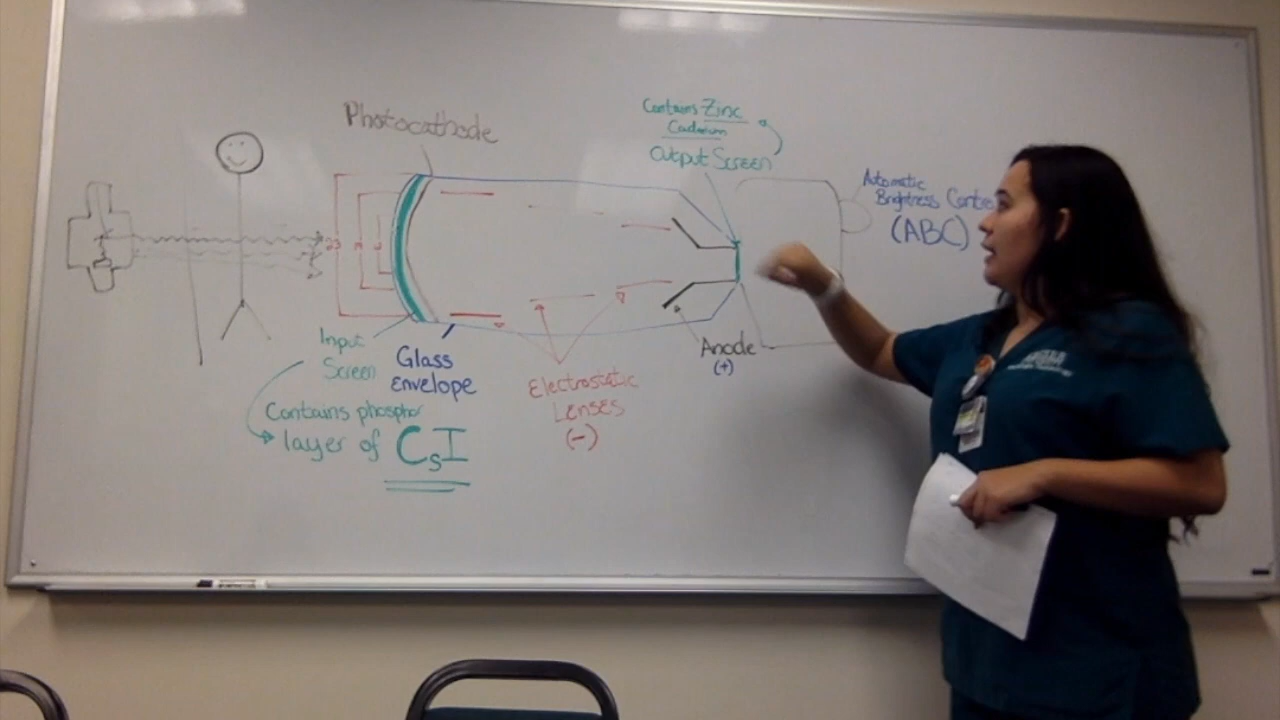 Photocathode
Contains Zinc
Cadmium
Output Screen
Automatic
Brightness Control
(ABC)
23
Input
Screen
Contains phosphor
layer of CsI
Glass
Envelope
Electrostatic
Lenses
(-)
Anode
(+)